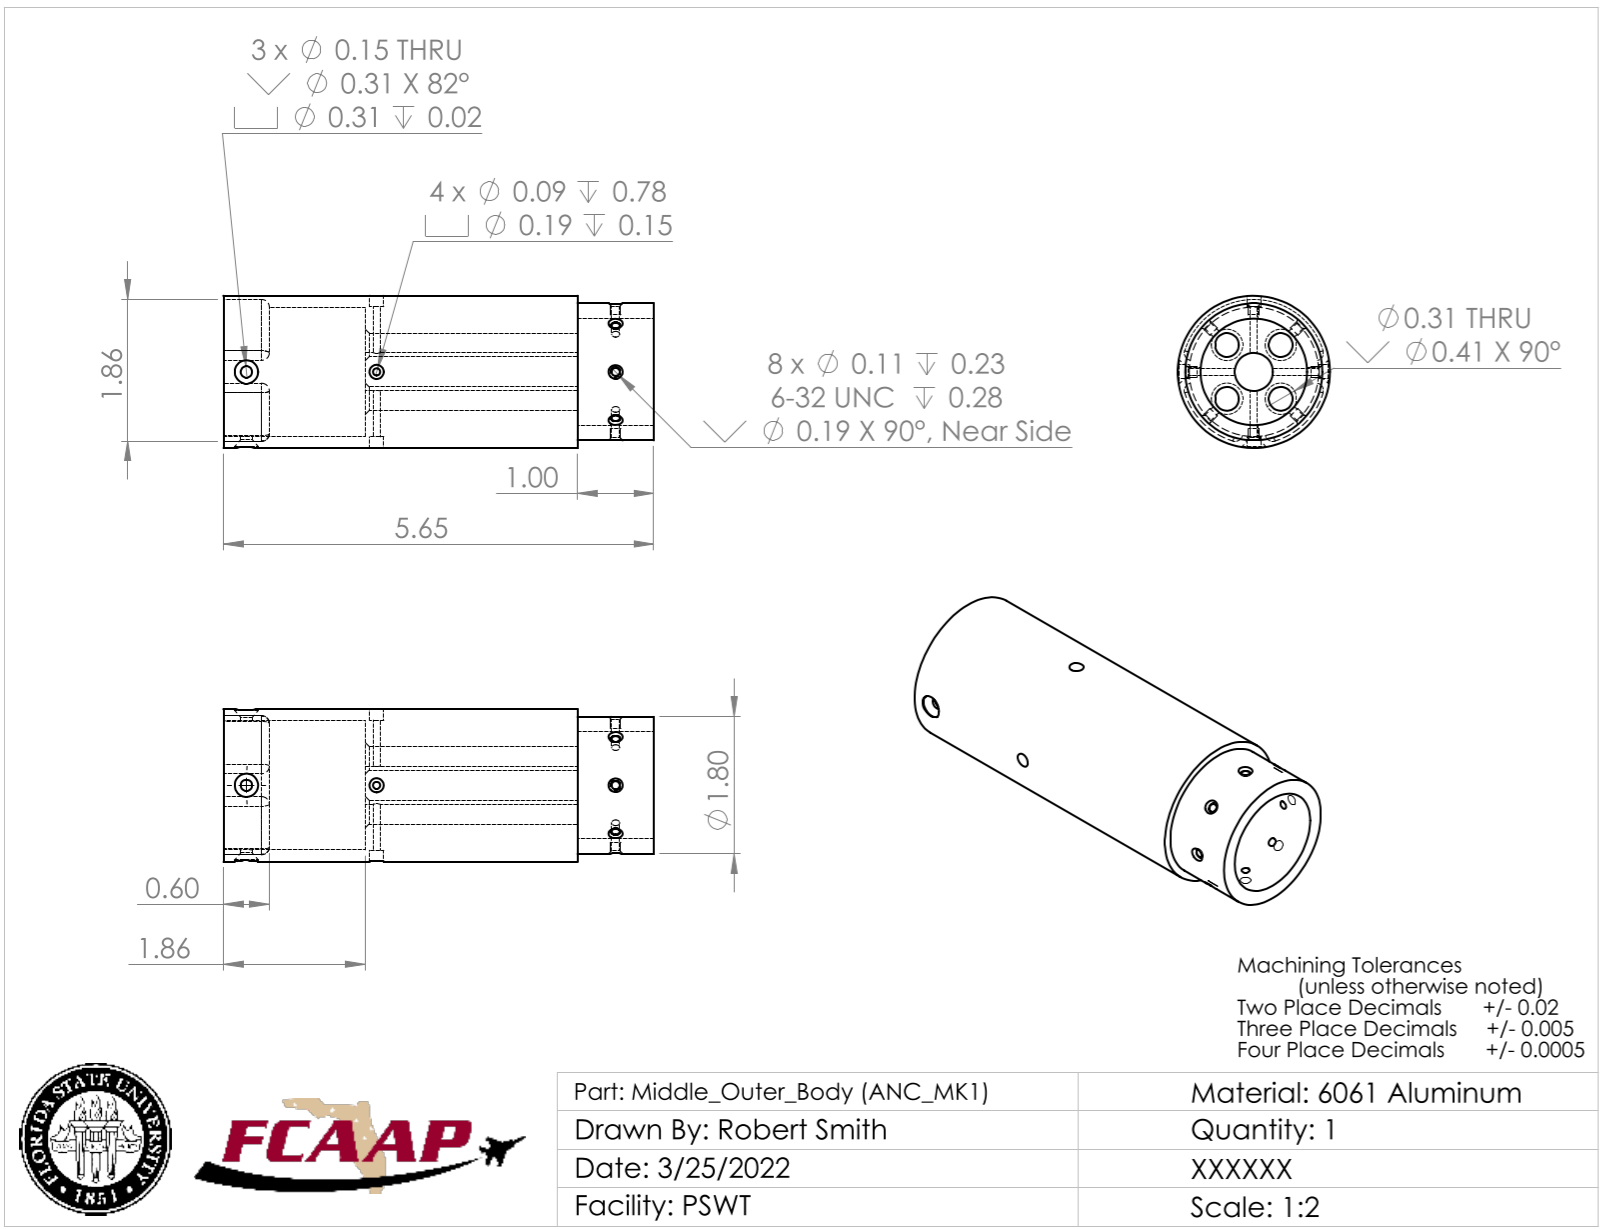 3 x ∅ 0.15 THRU
⌵ ∅ 0.31 X 82°
⌴ ∅ 0.31 ↧ 0.02
4 x ∅ 0.09 ↧ 0.78
⌴ ∅ 0.19 ↧ 0.15
1.86
8 x ∅ 0.11 ↧ 0.23
6-32 UNC ↧ 0.28
⌵ ∅ 0.19 X 90°, Near Side
∅0.31 THRU
⌵ ∅0.41 X 90°
1.00
5.65
∅1.80
0.60
1.86
Machining Tolerances
(unless otherwise noted)
Two Place Decimals +/- 0.02
Three Place Decimals +/- 0.005
Four Place Decimals +/- 0.0005
FLORIDA STATE UNIVERSITY
1851
FCAAP
Part: Middle_Outer_Body (ANC_MK1)
Material: 6061 Aluminum
Drawn By: Robert Smith
Quantity: 1
Date: 3/25/2022
XXXXXX
Facility: PSWT
Scale: 1:2